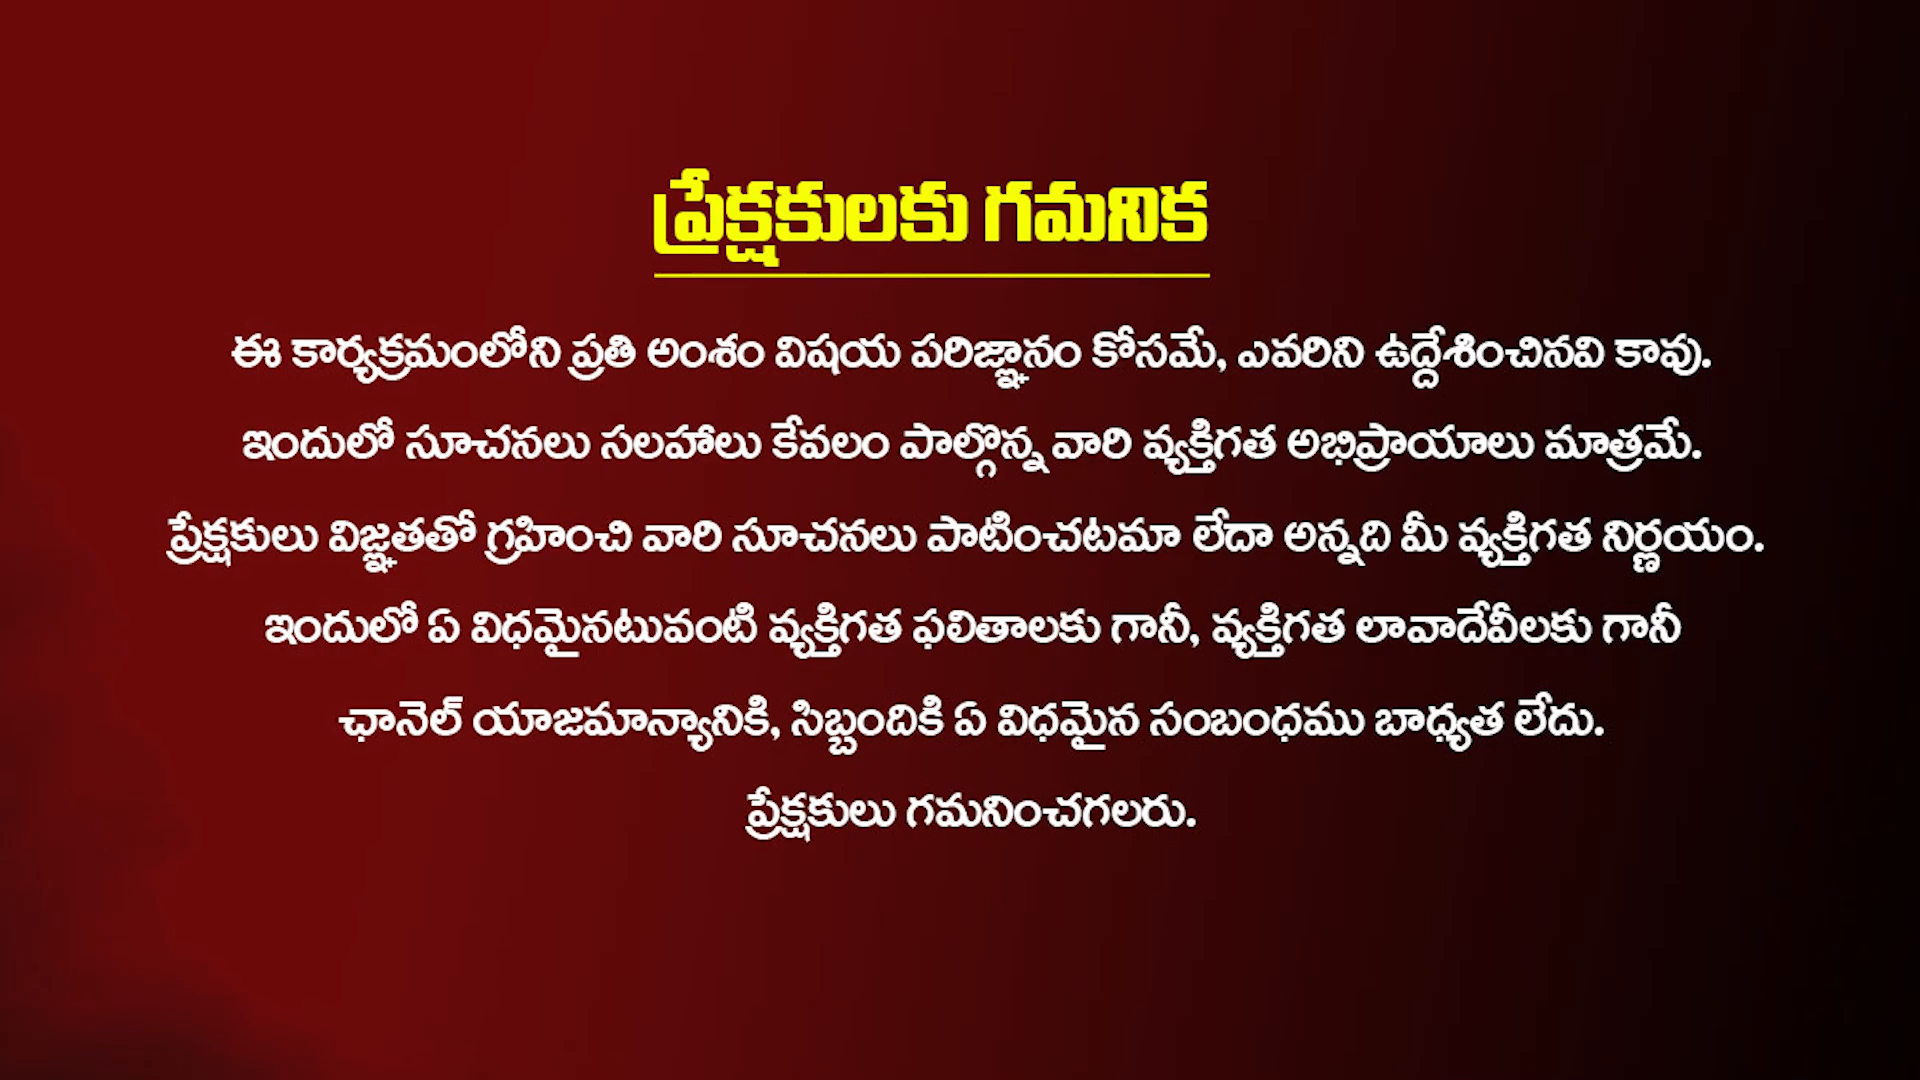 ప్రేక్షకులకు గమనిక
ఈ కార్యక్రమంలోని ప్రతి అంశం విషయ పరిజ్ఞానం కోసమే, ఎవరిని ఉద్దేశించినవి కావు.
ఇందులో సూచనలు సలహాలు కేవలం పాల్గొన్న వారి వ్యక్తిగత అభిప్రాయాలు మాత్రమే.
ప్రేక్షకులు విజ్ఞతతో గ్రహించి వారి సూచనలు పాటించటమా లేదా అన్నది మీ వ్యక్తిగత నిర్ణయం.
ఇందులో ఏ విధమైనటువంటి వ్యక్తిగత ఫలితాలకు గానీ, వ్యక్తిగత లావాదేవీలకు గానీ
ఛానెల్ యాజమాన్యానికి, సిబ్బందికి ఏ విధమైన సంబంధము బాధ్యత లేదు.
ప్రేక్షకులు గమనించగలరు.